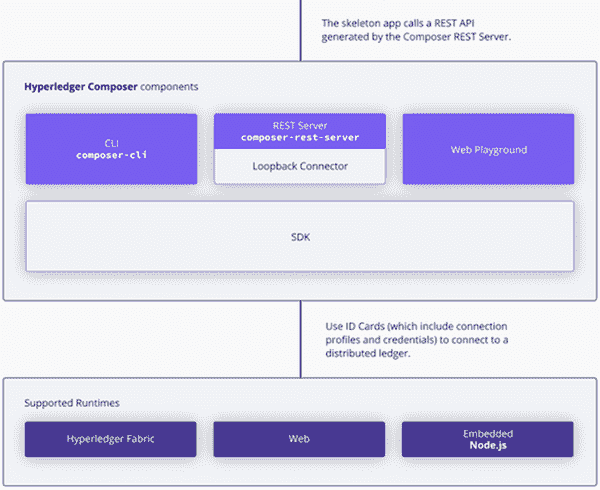 The skeleton app calls a REST API
generated by the Composer REST Server.
Hyperledger Composer components
CLI
composer-cli
REST Server
composer-rest-server
Loopback Connector
Web Playground
SDK
Use ID Cards (which include connection
profiles and credentials) to connect to a
distributed ledger.
Supported Runtimes
Hyperledger Fabric
Web
Embedded
Node.js